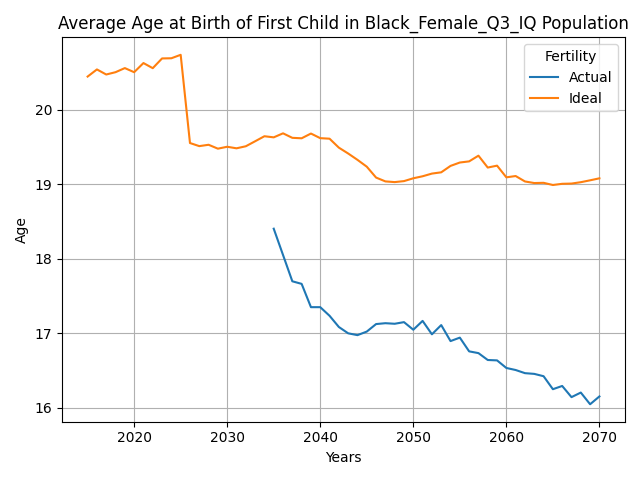 Average Age at Birth of First Child in Black_Female_Q3_IQ Population
Fertility
Actual
Ideal
Age
20
19
18
17
16
2020 2030 2040 2050 2060 2070
Years